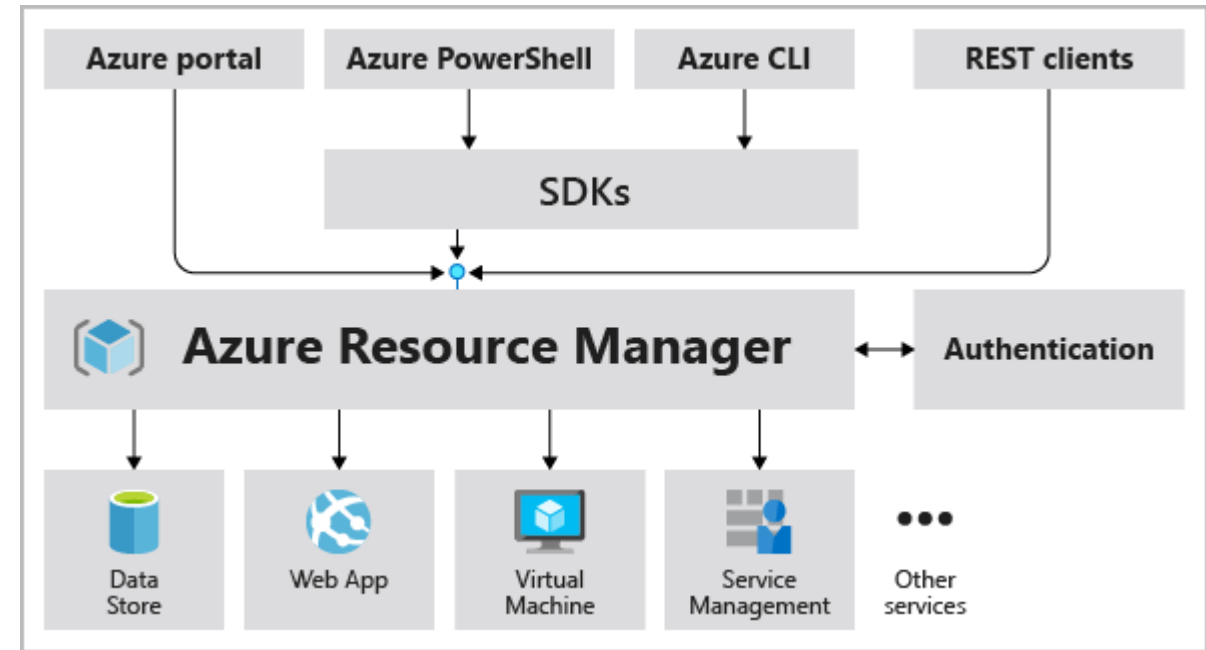 Azure portal
Azure PowerShell
Azure CLI
REST clients
SDKs
Azure Resource Manager
Authentication
Data
Store
Web App
Virtual
Machine
Service
Management
Other
services